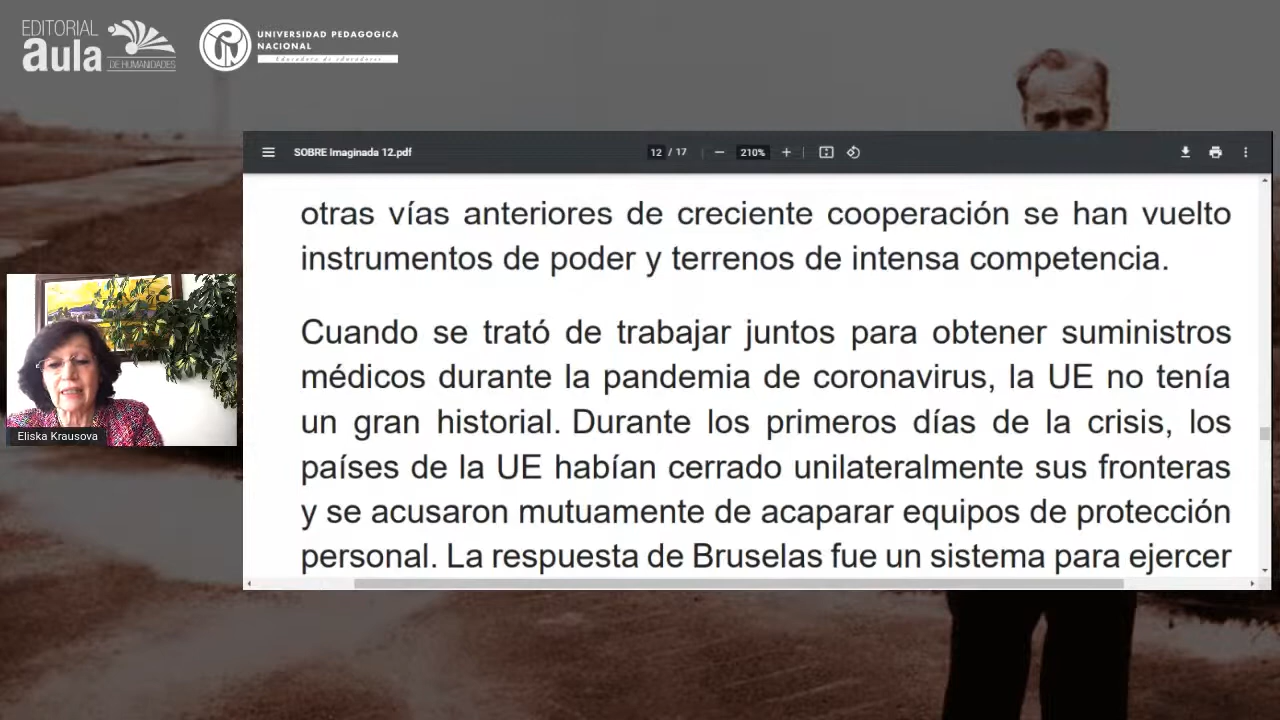 EDITORIAL
aula
DE HUMANIDADES
UNIVERSIDAD PEDAGOGICA
NACIONAL
Educadora de educadores
SOBRE Imaginada 12.pdf
12 / 17
210%
otras vías anteriores de creciente cooperación se han vuelto
instrumentos de poder y terrenos de intensa competencia.
Cuando se trató de trabajar juntos para obtener suministros
médicos durante la pandemia de coronavirus, la UE no tenía
un gran historial. Durante los primeros días de la crisis, los
países de la UE habían cerrado unilateralmente sus fronteras
y se acusaron mutuamente de acaparar equipos de protección
personal. La respuesta de Bruselas fue un sistema para ejercer
Eliska Krausova